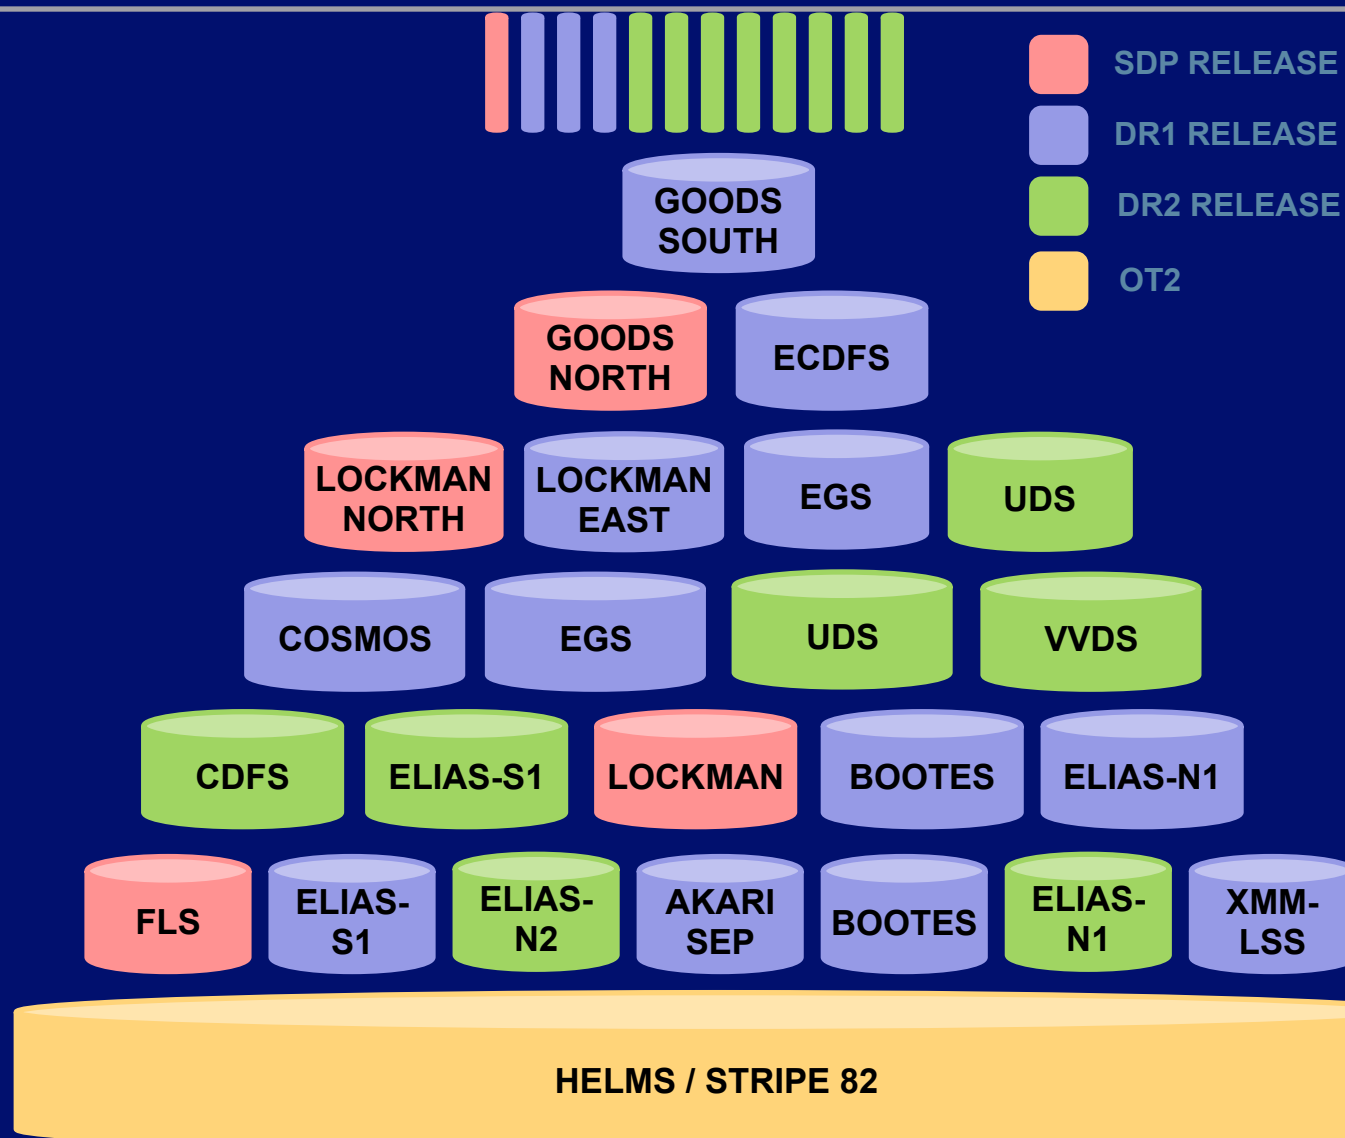 SDP RELEASE
DR1 RELEASE
DR2 RELEASE
OT2
GOODS
SOUTH
GOODS
NORTH
ECDFS
LOCKMAN
NORTH
LOCKMAN
EAST
EGS
UDS
COSMOS
EGS
UDS
VVDS
CDFS
ELIAS-S1
LOCKMAN
BOOTES
ELIAS-N1
FLS
ELIAS-
S1
ELIAS-
N2
AKARI
SEP
BOOTES
ELIAS-
N1
XMM-
LSS
HELMS / STRIPE 82